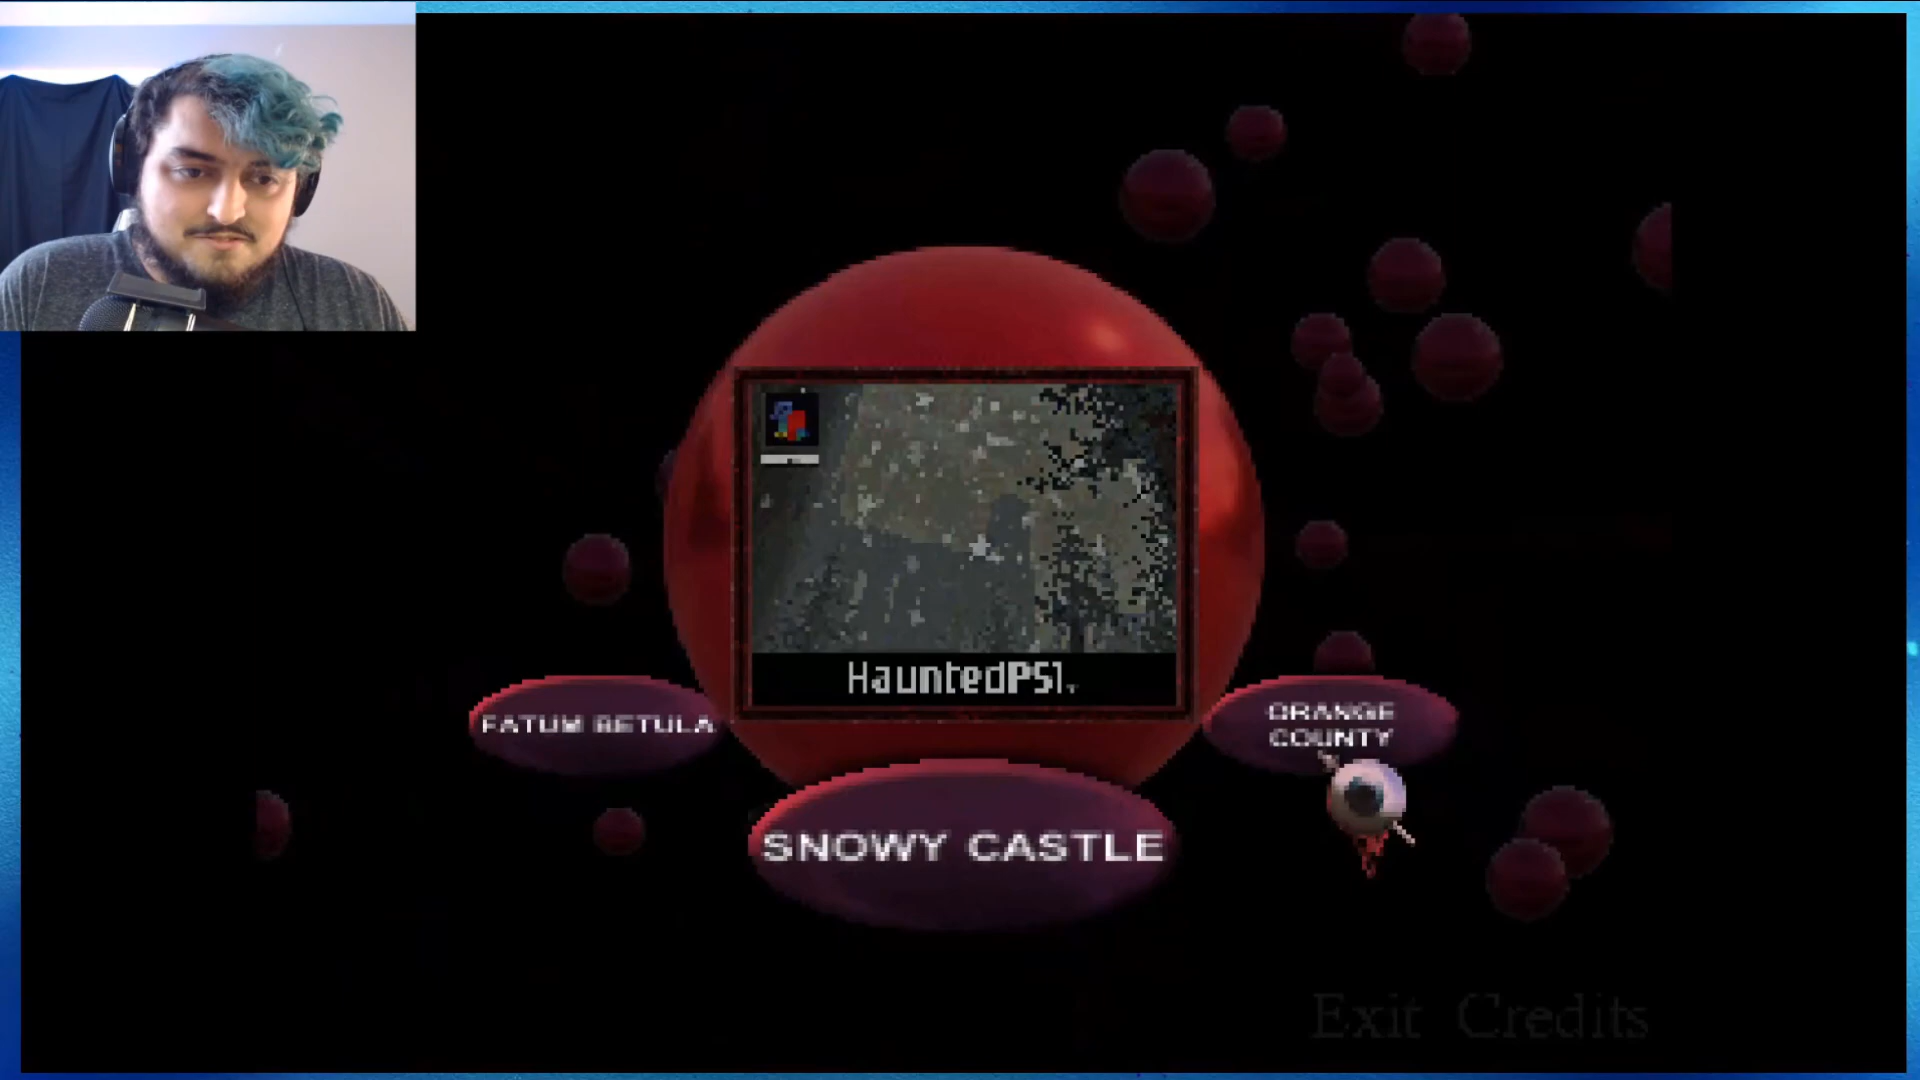 HauntedPS1
FATUM BETULA
ORANGE
COUNTY
SNOWY CASTLE
Exit Credits